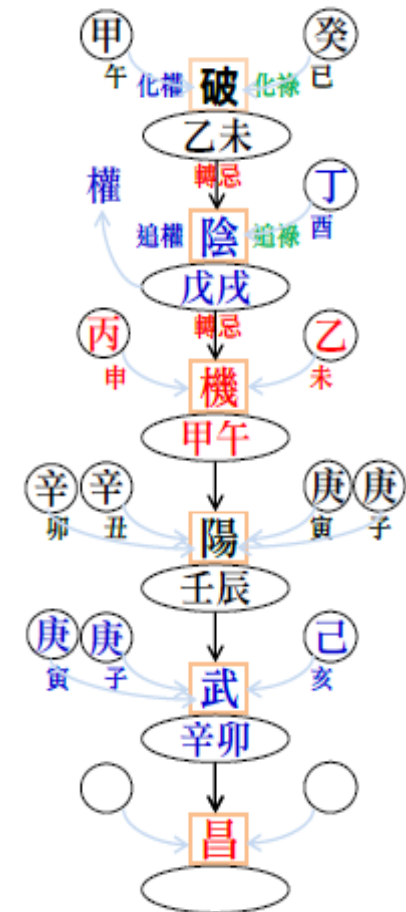 甲 癸
午 化權 破 化祿 巳
乙未
轉忌
權 丁
追權 陰 追祿 酉
戊戌
轉忌
丙 乙
申 機 未
甲午
辛 辛 庚 庚
卯 丑 陽 寅 子
壬辰
庚 庚 己
寅 子 武 亥
辛卯
昌